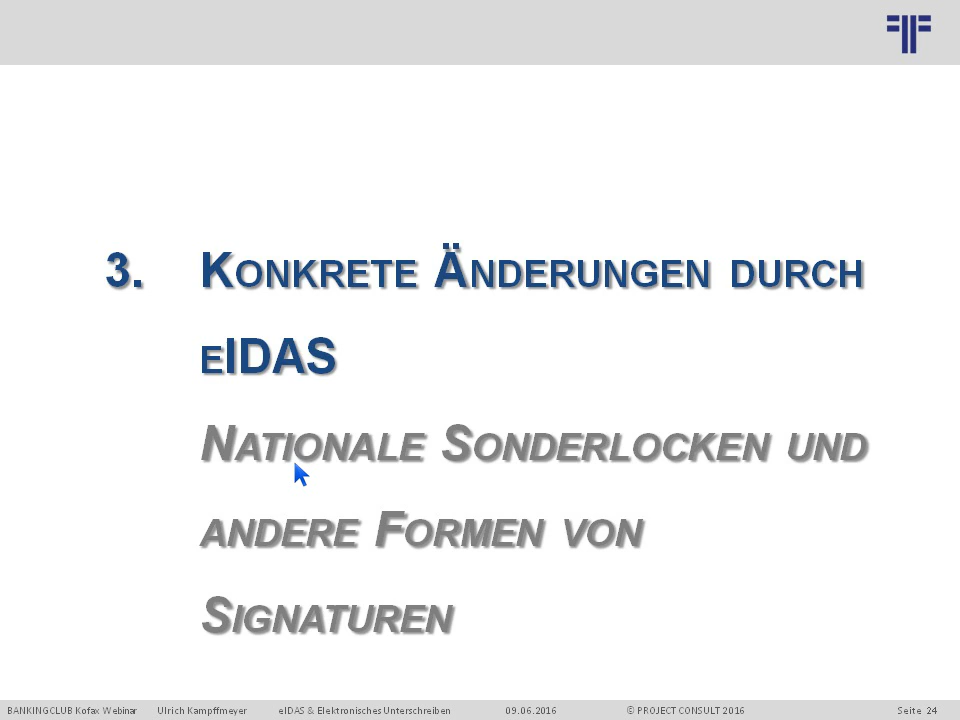 3. Konkrete Änderungen durch
eIDAS
Nationale Sonderlocken und
andere Formen von
Signaturen
BANKINGCLUB Kofax Webinar Ulrich Kampffmeyer eIDAS & Elektronisches Unterschreiben 09.06.2016 © PROJECT CONSULT 2016 Seite 24